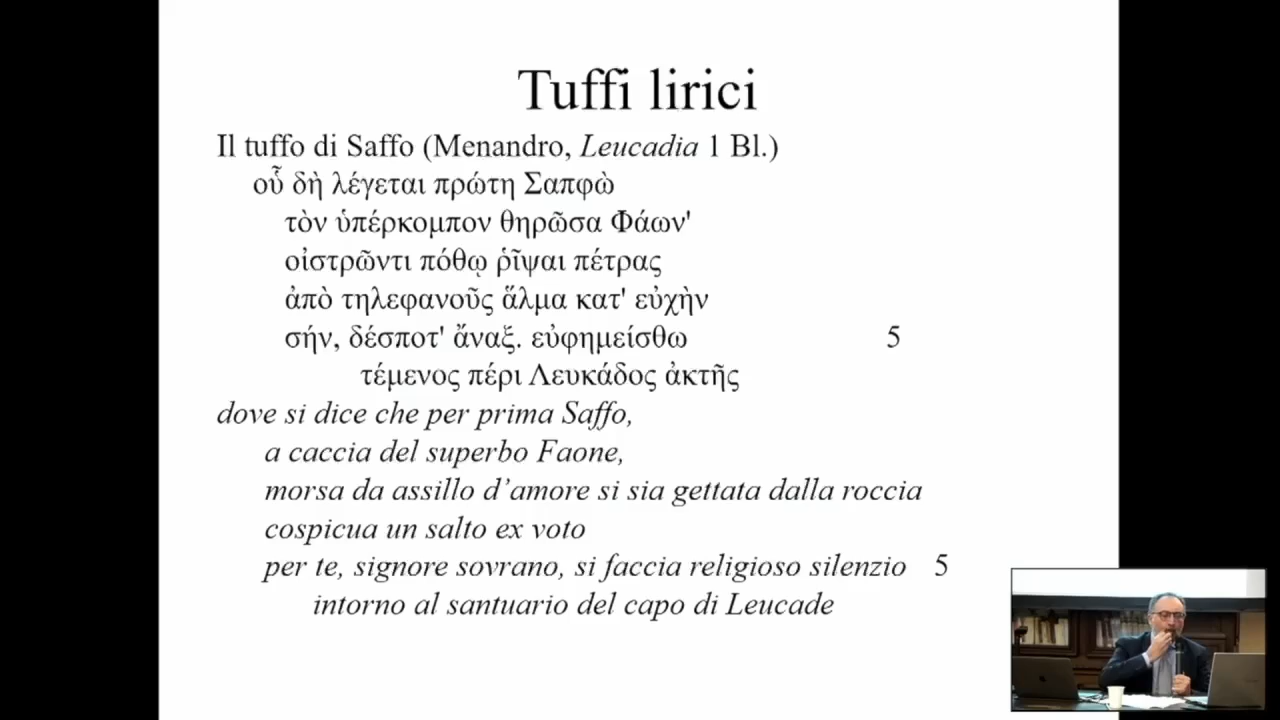 Tuffi lirici
Il tuffo di Saffo (Menandro, Leucadia 1 Bl.)
οὗ δὴ λέγεται πρώτη Σαπφὼ
τὸν ὑπέρκομπον θηρῶσα Φάων'
οἰστρῶντι πόθῳ ῥῖψαι πέτρας
ἀπὸ τηλεφανοῦς ἅλμα κατ' εὐχὴν
σήν, δέσποτ' ἄναξ. εὐφημείσθω 5
τέμενος πέρι Λευκάδος ἀκτῆς
dove si dice che per prima Saffo,
a caccia del superbo Faone,
morsa da assillo d’amore si sia gettata dalla roccia
cospicua un salto ex voto
per te, signore sovrano, si faccia religioso silenzio 5
intorno al santuario del capo di Leucade